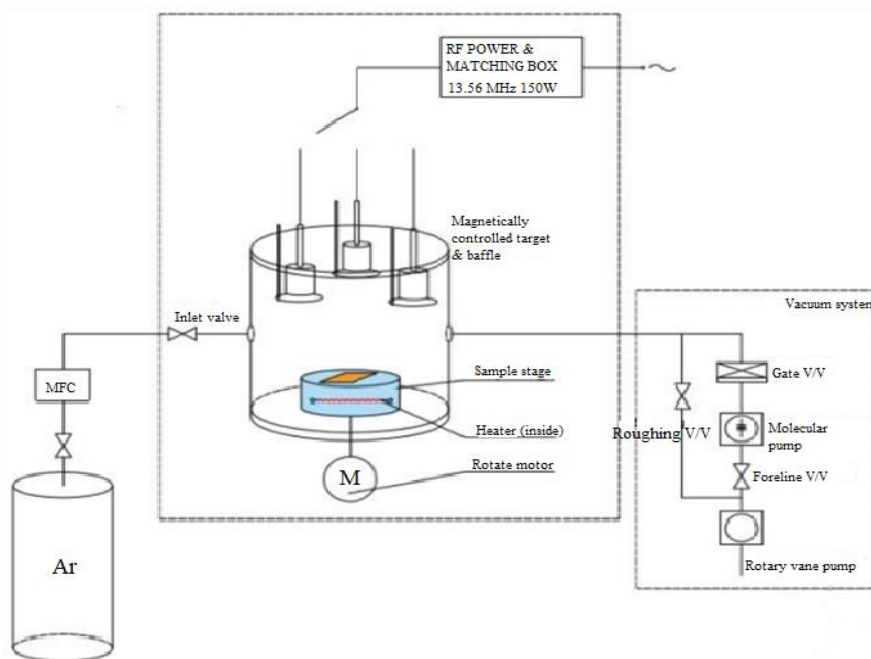 RF POWER &
MATCHING BOX
13.56 MHz 150W
Magnetically
controlled target
& baffle
Vacuum system
Inlet valve
MFC
Sample stage
Gate V/V
Heater (inside)
Roughing V/V
Molecular
pump
Rotate motor
M
Foreline V/V
Ar
Rotary vane pump